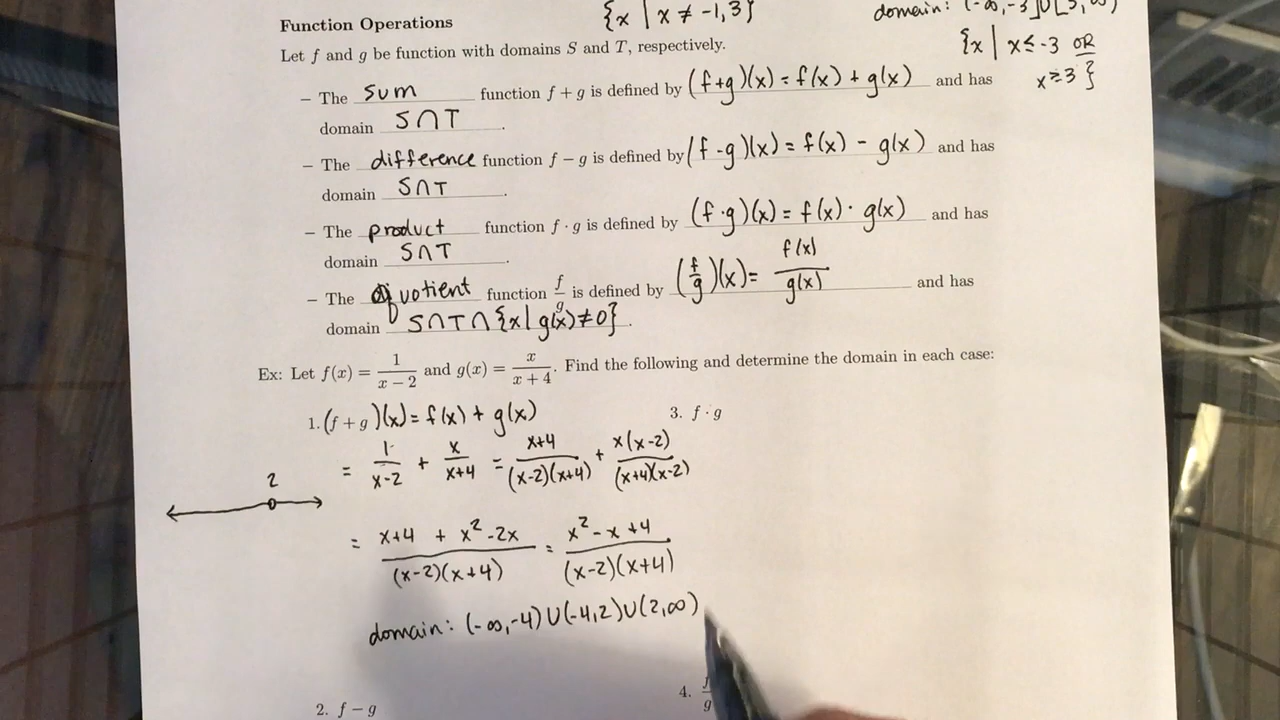 Function Operations
{x | x ≠ -1,3}
domain: (-∞,-3]∪[3,∞)
Let f and g be function with domains S and T, respectively.
{x | x ≤ -3 OR
x ≥ 3}
– The sum function f + g is defined by (f+g)(x) = f(x) + g(x) and has
domain S∩T.
– The difference function f − g is defined by (f-g)(x) = f(x) - g(x) and has
domain S∩T.
– The product function f · g is defined by (f·g)(x) = f(x) · g(x) and has
domain S∩T.
– The quotient function f/g is defined by (f/g)(x) = f(x)/g(x) and has
domain S∩T∩{x | g(x) ≠ 0}.
Ex: Let f(x) = 1/(x − 2) and g(x) = x/(x + 4). Find the following and determine the domain in each case:
1. (f+g)(x) = f(x) + g(x)
3. f · g
= 1/(x-2) + x/(x+4) = (x+4)/((x-2)(x+4)) + x(x-2)/((x+4)(x-2))
2
= (x+4 + x²-2x)/((x-2)(x+4)) = (x²-x+4)/((x-2)(x+4))
domain: (-∞,-4)∪(-4,2)∪(2,∞)
2. f − g
4. f/g